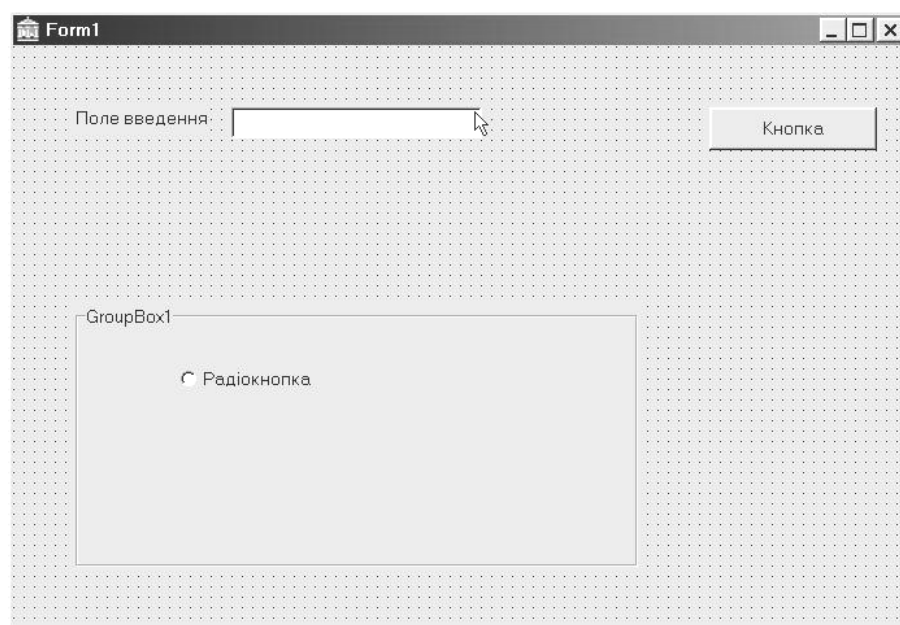 Form1
Поле введення
Кнопка
GroupBox1
Радіокнопка